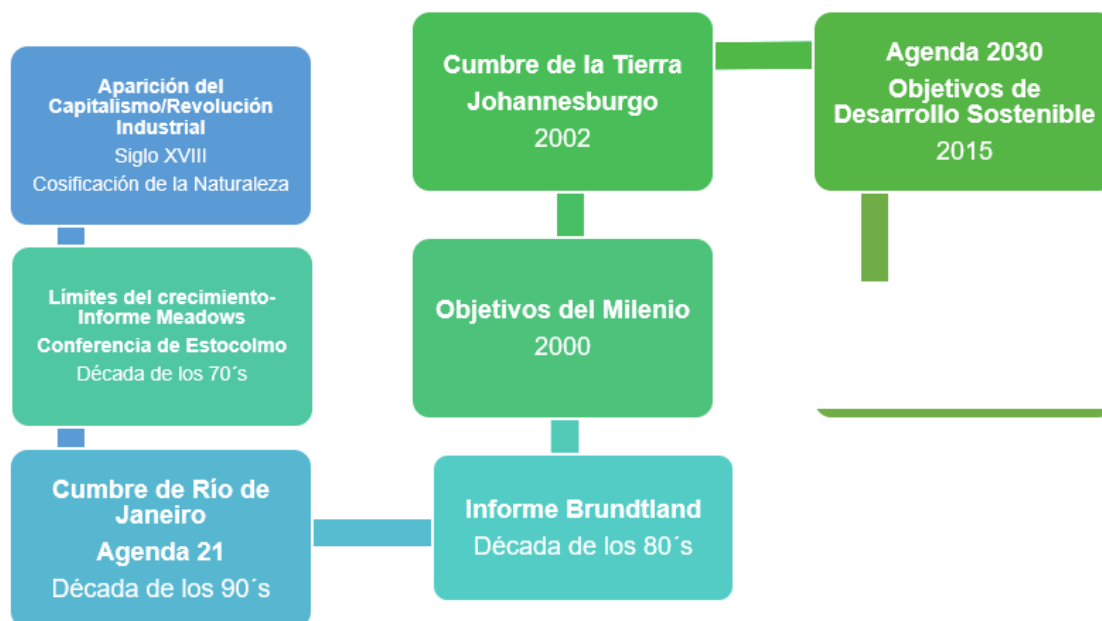 Aparición del
Capitalismo/Revolución
Industrial
Siglo XVIII
Cosificación de la Naturaleza
Límites del crecimiento-
Informe Meadows
Conferencia de Estocolmo
Década de los 70´s
Cumbre de Río de
Janeiro
Agenda 21
Década de los 90´s
Informe Brundtland
Década de los 80´s
Objetivos del Milenio
2000
Cumbre de la Tierra
Johannesburgo
2002
Agenda 2030
Objetivos de
Desarrollo Sostenible
2015